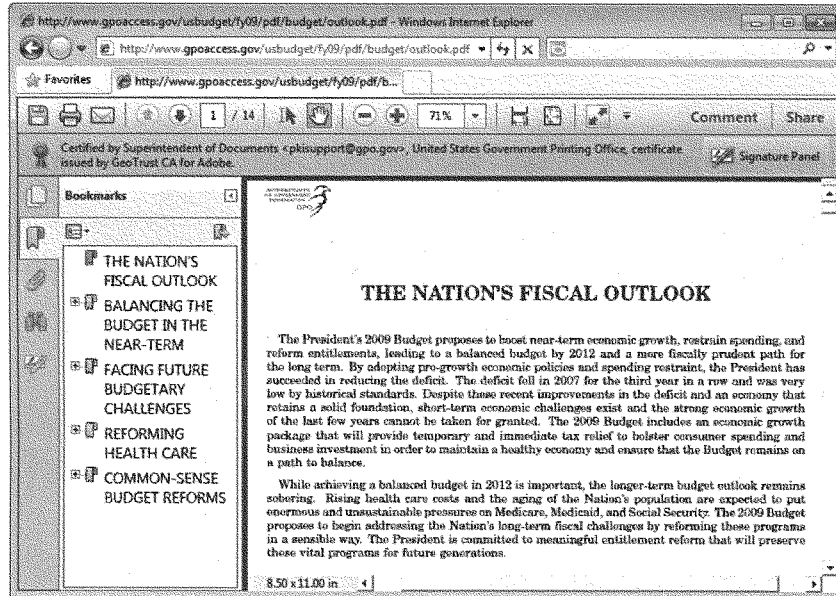 http://www.gpoaccess.gov/usbudget/fy09/pdf/budget/outlook.pdf - Windows Internet Explorer
http://www.gpoaccess.gov/usbudget/fy09/pdf/budget/outlook.pdf
Favorites
http://www.gpoaccess.gov/usbudget/fy09/pdf/b...
1 / 14
71%
Comment
Share
Certified by Superintendent of Documents <pkisupport@gpo.gov>, United States Government Printing Office, certificate
issued by GeoTrust CA for Adobe.
Signature Panel
Bookmarks
THE NATION'S
FISCAL OUTLOOK
BALANCING THE
BUDGET IN THE
NEAR-TERM
FACING FUTURE
BUDGETARY
CHALLENGES
REFORMING
HEALTH CARE
COMMON-SENSE
BUDGET REFORMS
AUTHENTICATED
U.S. GOVERNMENT
INFORMATION
GPO
THE NATION'S FISCAL OUTLOOK
The President's 2009 Budget proposes to boost near-term economic growth, restrain spending, and
reform entitlements, leading to a balanced budget by 2012 and a more fiscally prudent path for
the long term. By adopting pro-growth economic policies and spending restraint, the President has
succeeded in reducing the deficit. The deficit fell in 2007 for the third year in a row and was very
low by historical standards. Despite these recent improvements in the deficit and an economy that
retains a solid foundation, short-term economic challenges exist and the strong economic growth
of the last few years cannot be taken for granted. The 2009 Budget includes an economic growth
package that will provide temporary and immediate tax relief to bolster consumer spending and
business investment in order to maintain a healthy economy and ensure that the Budget remains on
a path to balance.
While achieving a balanced budget in 2012 is important, the longer-term budget outlook remains
sobering. Rising health care costs and the aging of the Nation's population are expected to put
enormous and unsustainable pressures on Medicare, Medicaid, and Social Security. The 2009 Budget
proposes to begin addressing the Nation's long-term fiscal challenges by reforming these programs
in a sensible way. The President is committed to meaningful entitlement reform that will preserve
these vital programs for future generations.
8.50 x 11.00 in